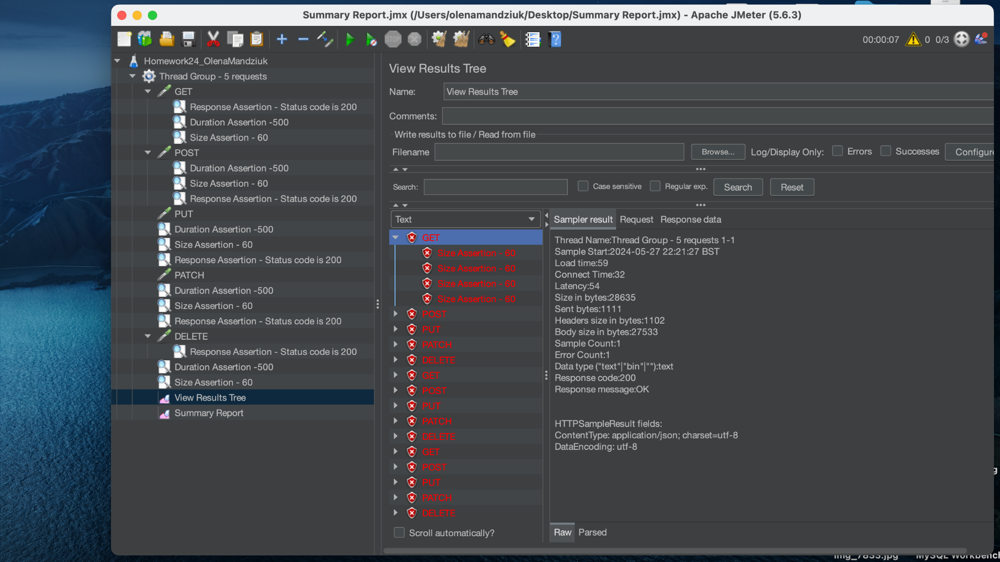 Summary Report.jmx (/Users/olenamandziuk/Desktop/Summary Report.jmx) - Apache JMeter (5.6.3)
STOP
00:00:07
0
0/3
Homework24_OlenaMandziuk
Thread Group - 5 requests
GET
Response Assertion - Status code is 200
Duration Assertion -500
Size Assertion - 60
POST
Duration Assertion -500
Size Assertion - 60
Response Assertion - Status code is 200
PUT
Duration Assertion -500
Size Assertion - 60
Response Assertion - Status code is 200
PATCH
Duration Assertion -500
Size Assertion - 60
Response Assertion - Status code is 200
DELETE
Response Assertion - Status code is 200
Duration Assertion -500
Size Assertion - 60
View Results Tree
Summary Report
View Results Tree
Name: View Results Tree
Comments:
Write results to file / Read from file
Filename Browse... Log/Display Only: Errors Successes Configure
Search: Case sensitive Regular exp. Search Reset
Text
GET
Size Assertion - 60
Size Assertion - 60
Size Assertion - 60
Size Assertion - 60
POST
PUT
PATCH
DELETE
GET
POST
PUT
PATCH
DELETE
GET
POST
PUT
PATCH
DELETE
Scroll automatically?
Sampler result Request Response data
Thread Name:Thread Group - 5 requests 1-1
Sample Start:2024-05-27 22:21:27 BST
Load time:59
Connect Time:32
Latency:54
Size in bytes:28635
Sent bytes:1111
Headers size in bytes:1102
Body size in bytes:27533
Sample Count:1
Error Count:1
Data type ("text"|"bin"|""):text
Response code:200
Response message:OK
HTTPSampleResult fields:
ContentType: application/json; charset=utf-8
DataEncoding: utf-8
Raw Parsed
g
img_7833.jpg MySQL Workbench